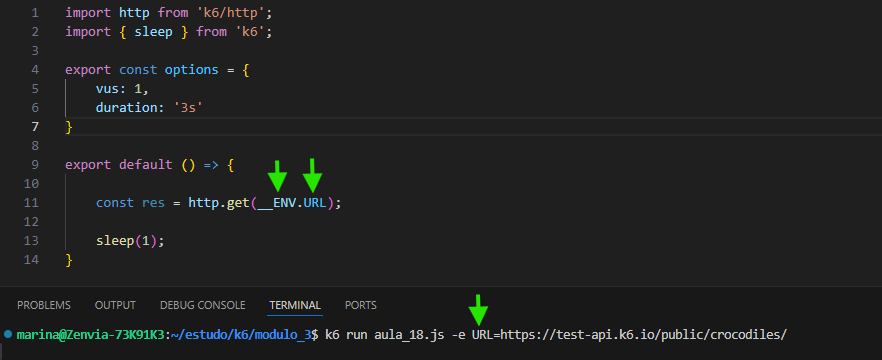 1 import http from 'k6/http';
2 import { sleep } from 'k6';
3
4 export const options = {
5     vus: 1,
6     duration: '3s'
7 }
8
9 export default () => {
10
11     const res = http.get(__ENV.URL);
12
13     sleep(1);
14 }
PROBLEMS OUTPUT DEBUG CONSOLE TERMINAL PORTS
marina@Zenvia-73K91K3:~/estudo/k6/modulo_3$ k6 run aula_18.js -e URL=https://test-api.k6.io/public/crocodiles/